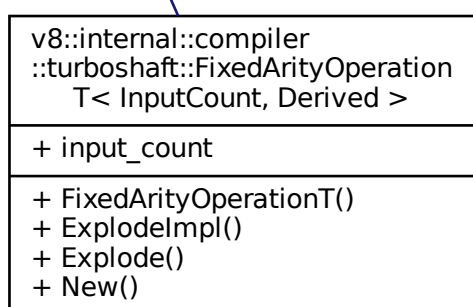 v8::internal::compiler
::turboshaft::FixedArityOperation
T< InputCount, Derived >
+ input_count
+ FixedArityOperationT()
+ ExplodeImpl()
+ Explode()
+ New()